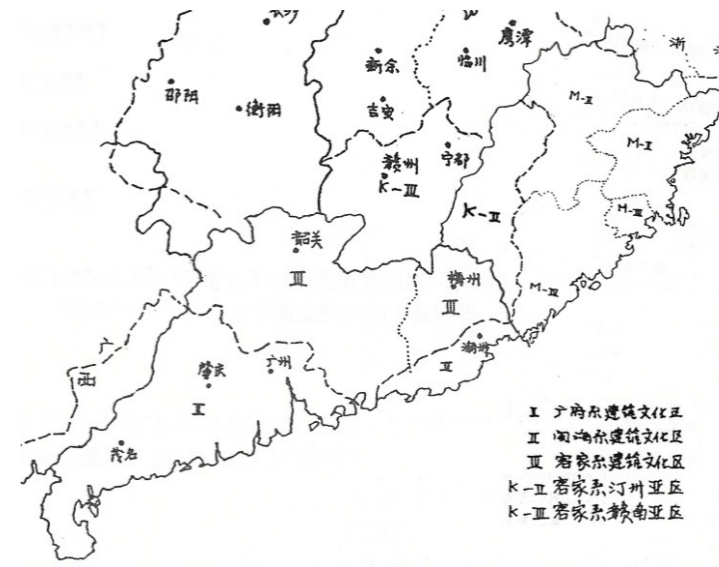 鹰潭
浙
新余
临川
邵阳
衡阳
吉安
M-Ⅱ
M-Ⅰ
赣州
宁都
K-Ⅲ
K-Ⅱ
M-Ⅲ
韶关
Ⅲ
梅州
Ⅲ
M-Ⅳ
广
西
肇庆
广州
潮州
Ⅱ
Ⅰ
茂名
Ⅰ 广府系建筑文化区
Ⅱ 闽海系建筑文化区
Ⅲ 客家系建筑文化区
K-Ⅱ 客家系汀州亚区
K-Ⅲ 客家系赣南亚区